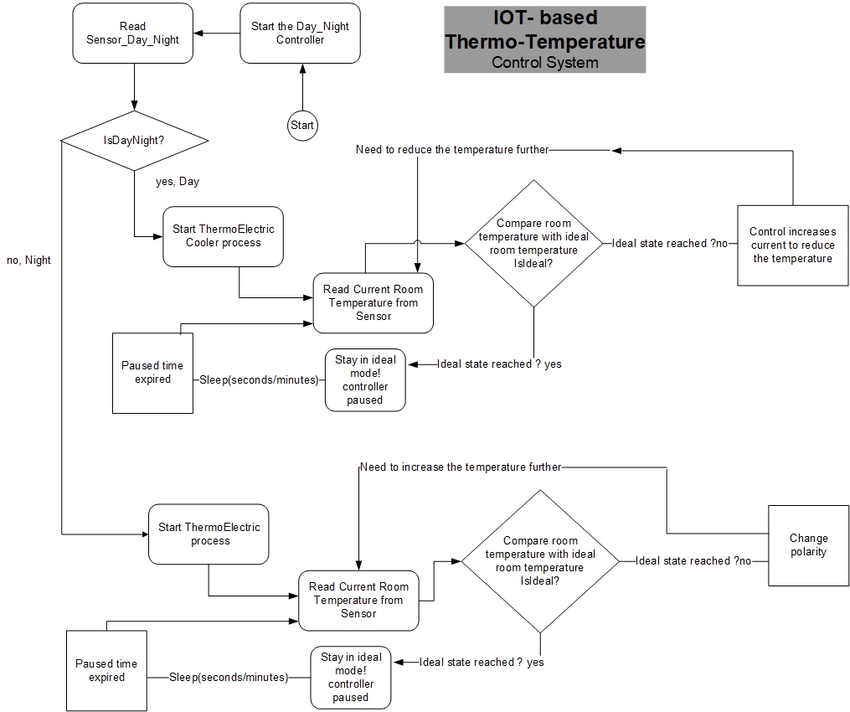 IOT- based
Thermo-Temperature
Control System
Read
Sensor_Day_Night
Start the Day_Night
Controller
Start
IsDayNight?
yes, Day
no, Night
Need to reduce the temperature further
Start ThermoElectric
Cooler process
Compare room
temperature with ideal
room temperature
IsIdeal?
Ideal state reached ?no
Control increases
current to reduce
the temperature
Read Current Room
Temperature from
Sensor
Paused time
expired
Sleep(seconds/minutes)
Stay in ideal
mode!
controller
paused
Ideal state reached ? yes
Need to increase the temperature further
Start ThermoElectric
process
Compare room
temperature with ideal
room temperature
IsIdeal?
Ideal state reached ?no
Change
polarity
Read Current Room
Temperature from
Sensor
Paused time
expired
Sleep(seconds/minutes)
Stay in ideal
mode!
controller
paused
Ideal state reached ? yes